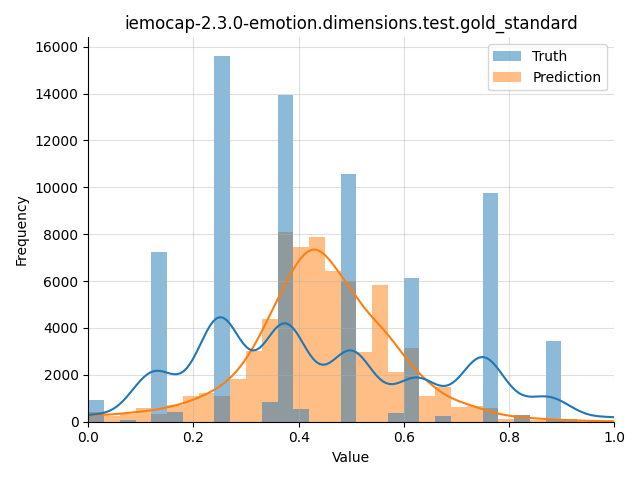 iemocap-2.3.0-emotion.dimensions.test.gold_standard
Truth
Prediction
Frequency
16000
14000
12000
10000
8000
6000
4000
2000
0
0.0 0.2 0.4 0.6 0.8 1.0
Value